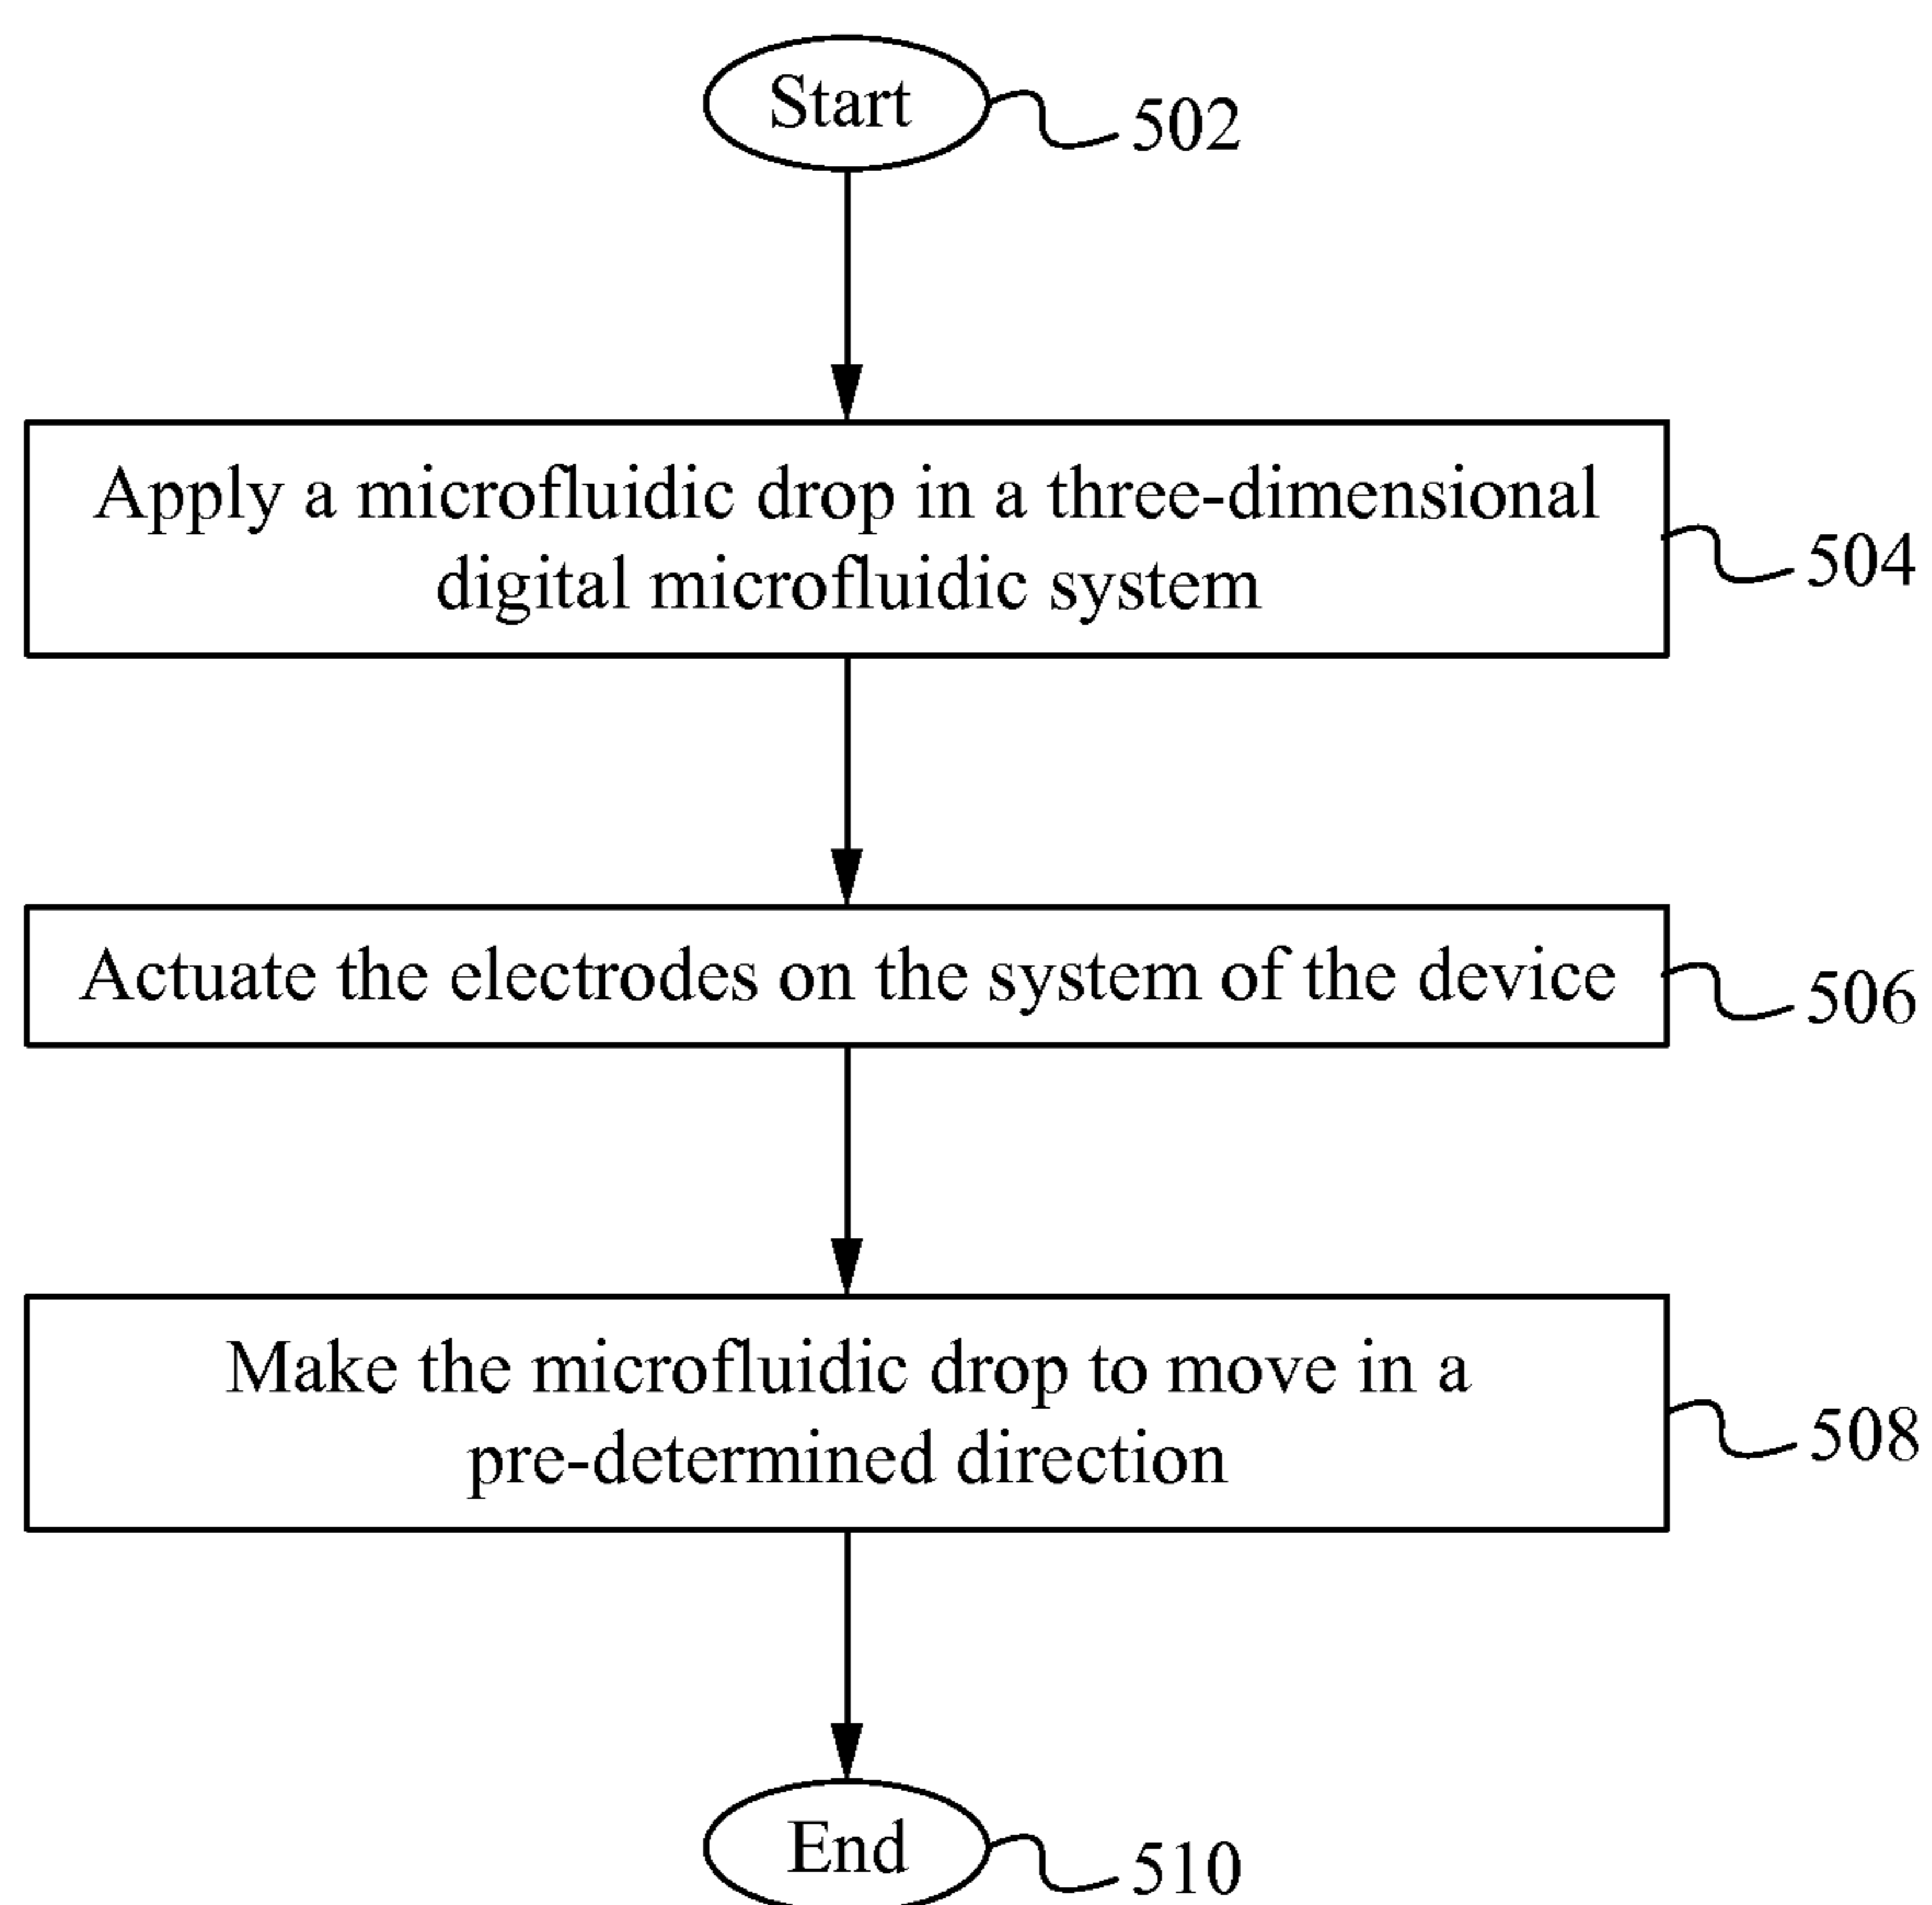 Start
502
Apply a microfluidic drop in a three-dimensional
digital microfluidic system
504
Actuate the electrodes on the system of the device
506
Make the microfluidic drop to move in a
pre-determined direction
508
End
510